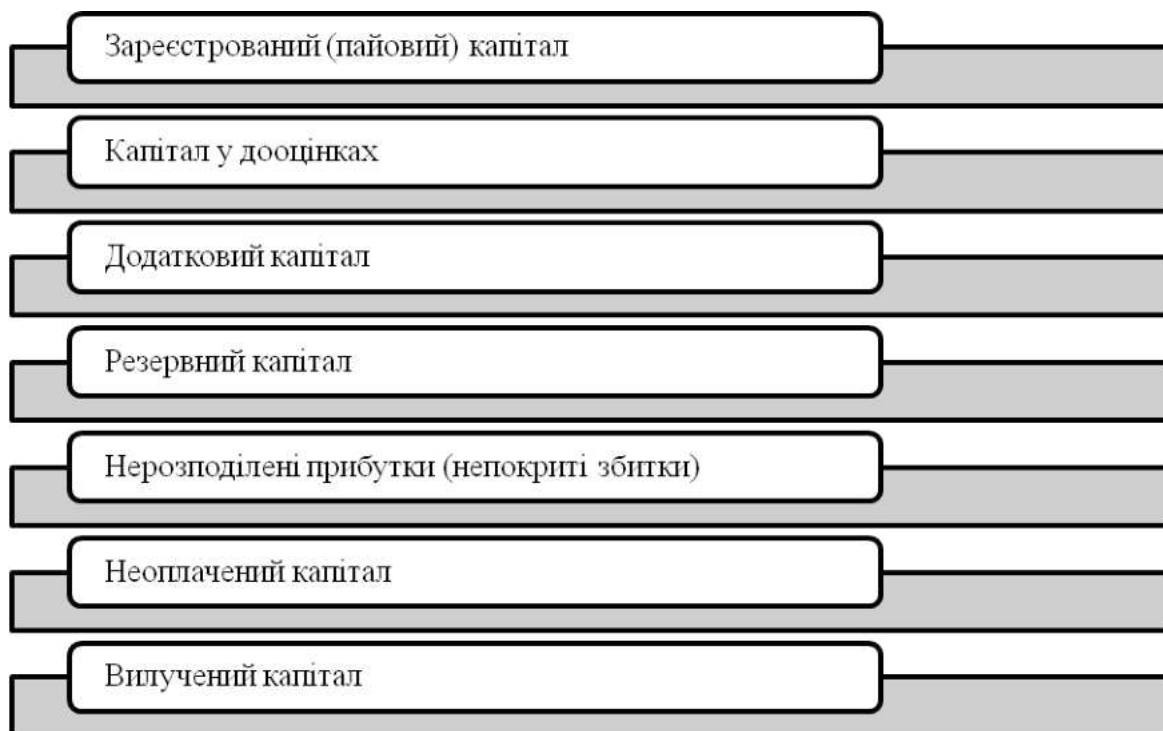 Зареєстрований (пайовий) капітал
Капітал у дооцінках
Додатковий капітал
Резервний капітал
Нерозподілені прибутки (непокриті збитки)
Неоплачений капітал
Вилучений капітал